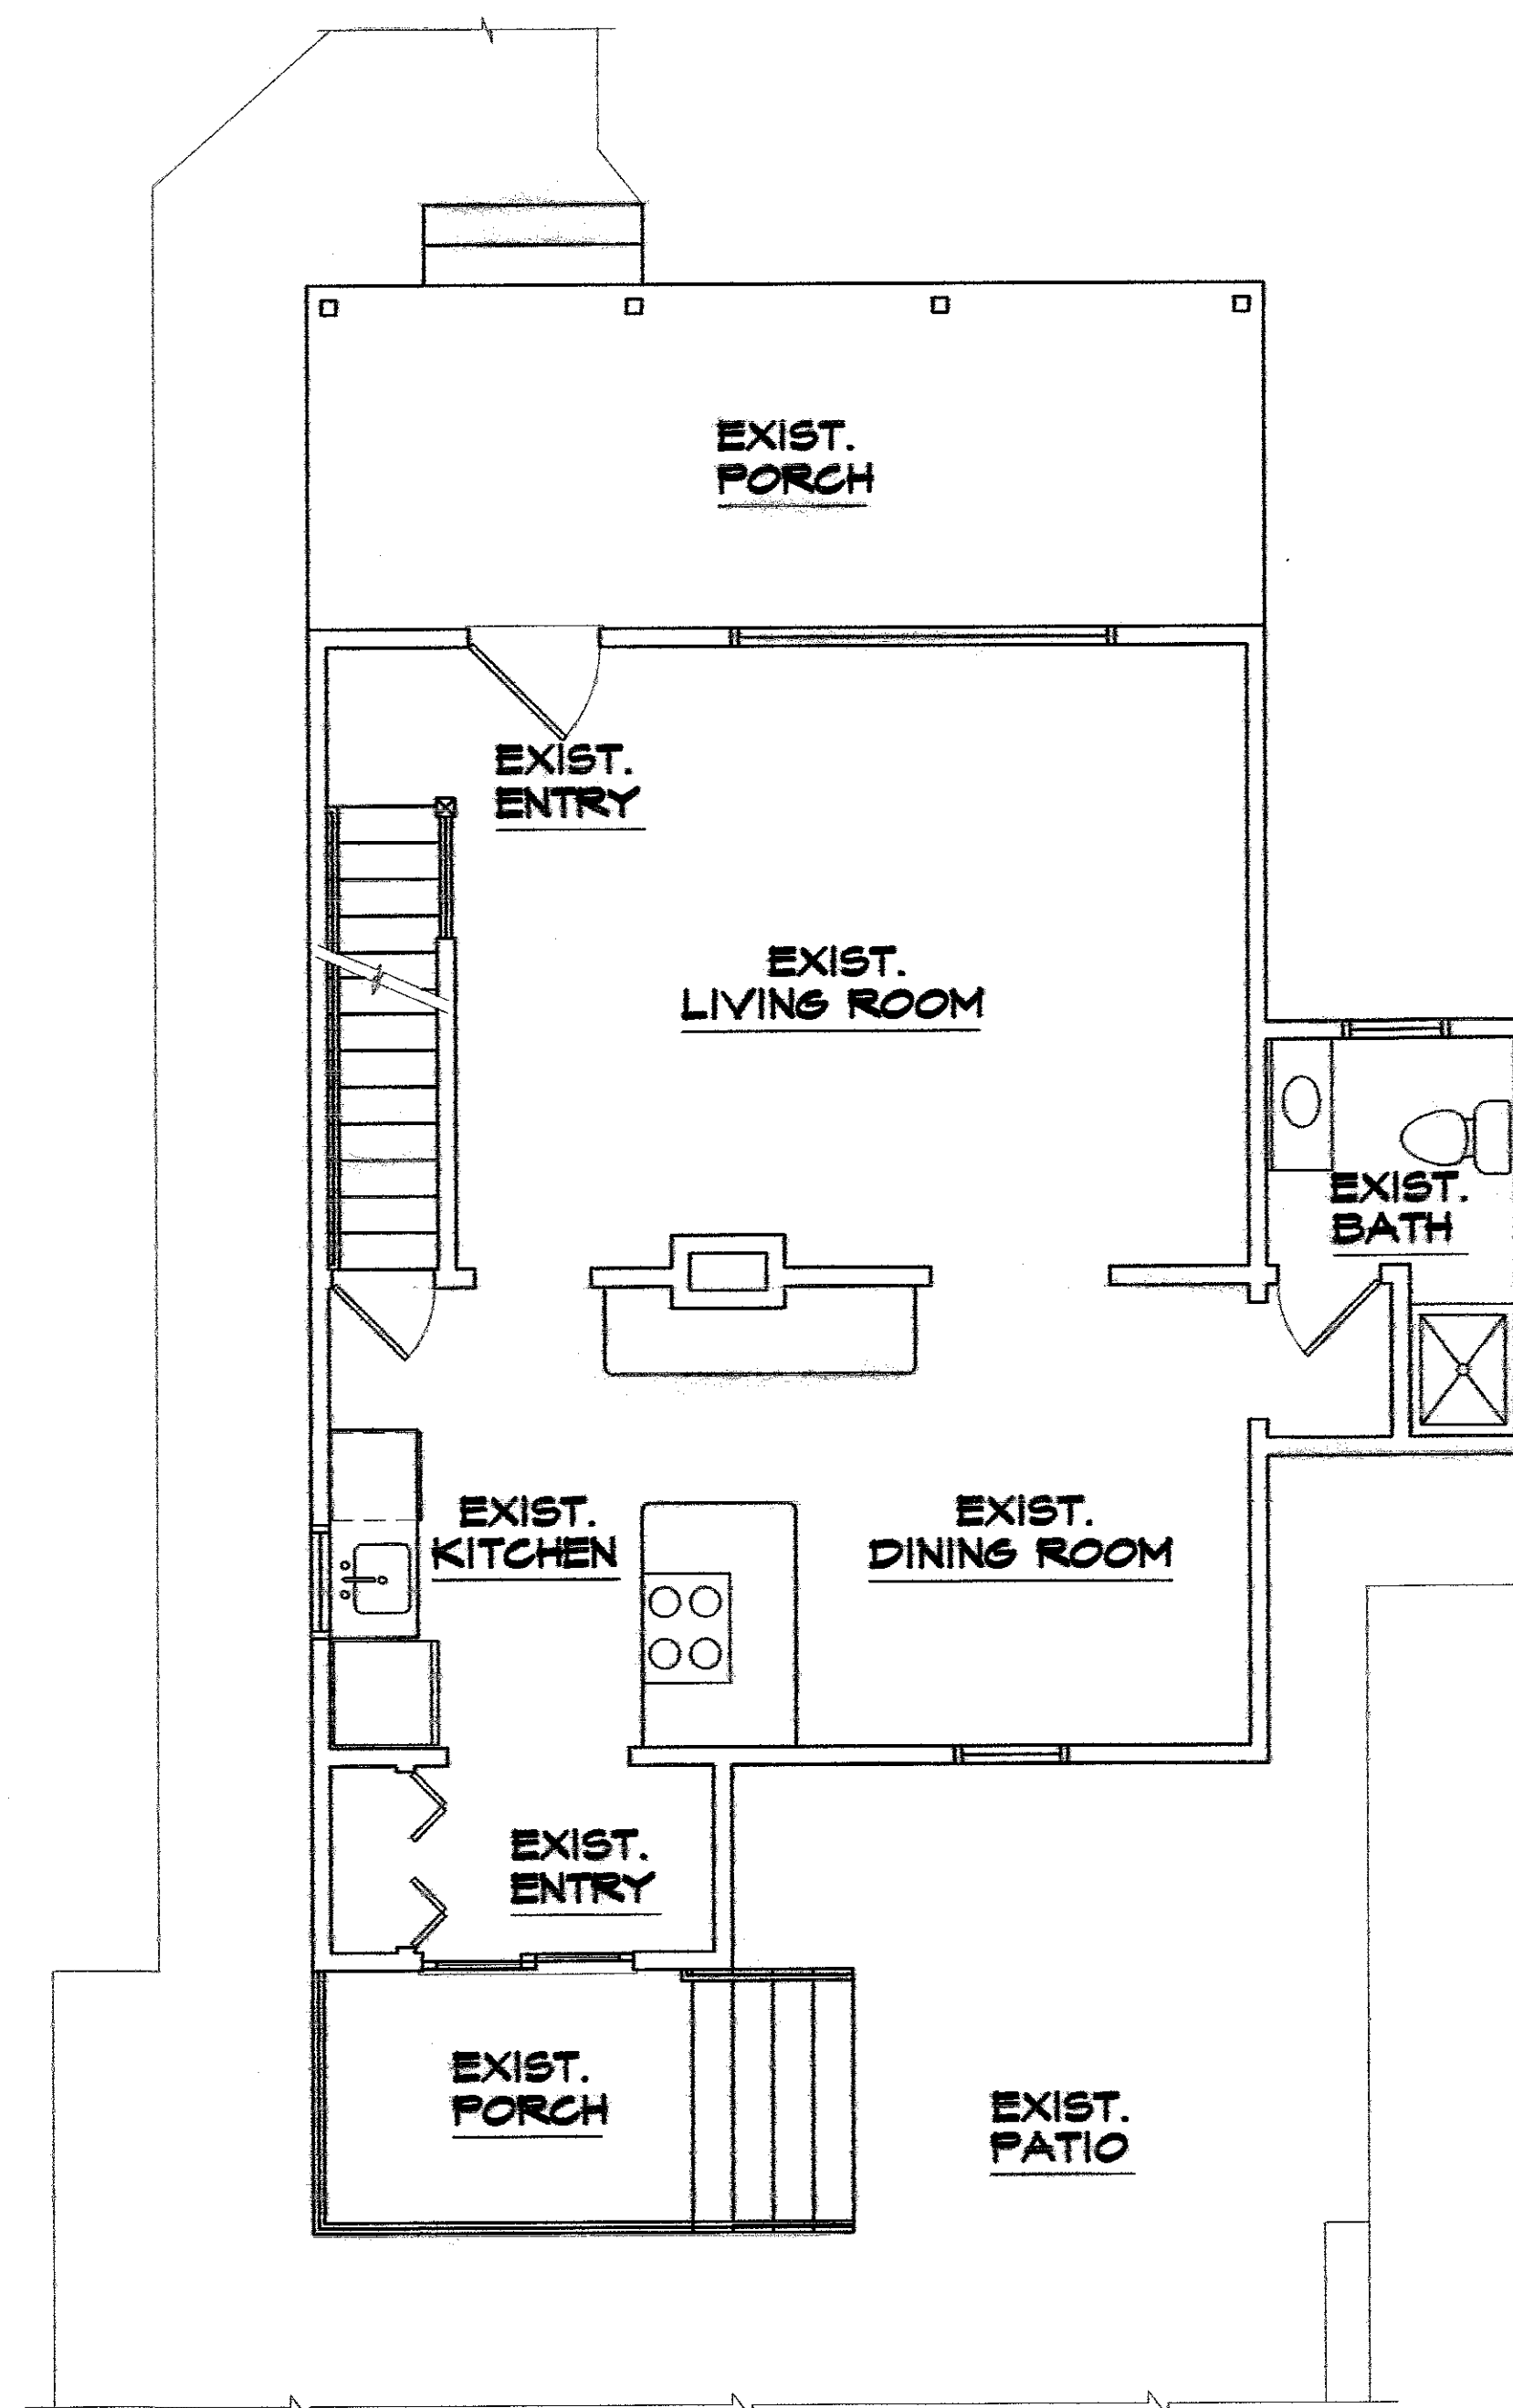 EXIST.
PORCH
EXIST.
ENTRY
EXIST.
LIVING ROOM
EXIST.
BATH
EXIST.
KITCHEN
EXIST.
DINING ROOM
EXIST.
ENTRY
EXIST.
PORCH
EXIST.
PATIO